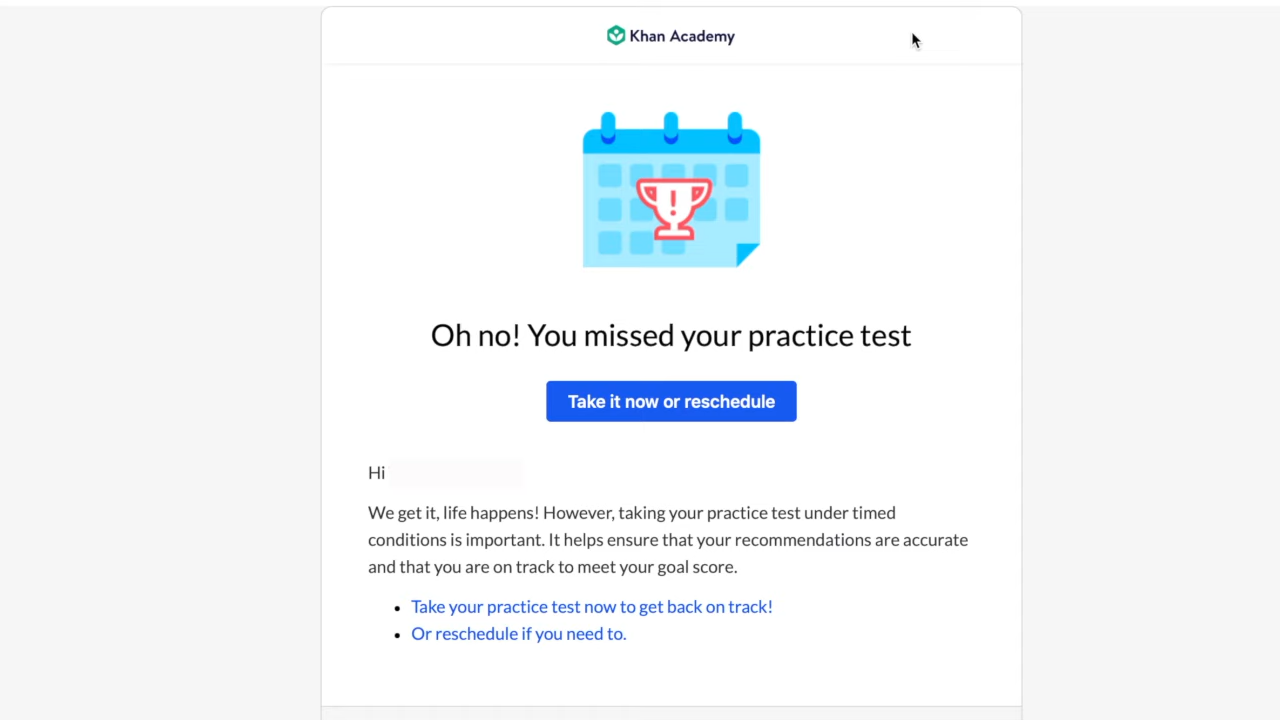 Khan Academy
Oh no! You missed your practice test
Take it now or reschedule
Hi
We get it, life happens! However, taking your practice test under timed
conditions is important. It helps ensure that your recommendations are accurate
and that you are on track to meet your goal score.
• Take your practice test now to get back on track!
• Or reschedule if you need to.